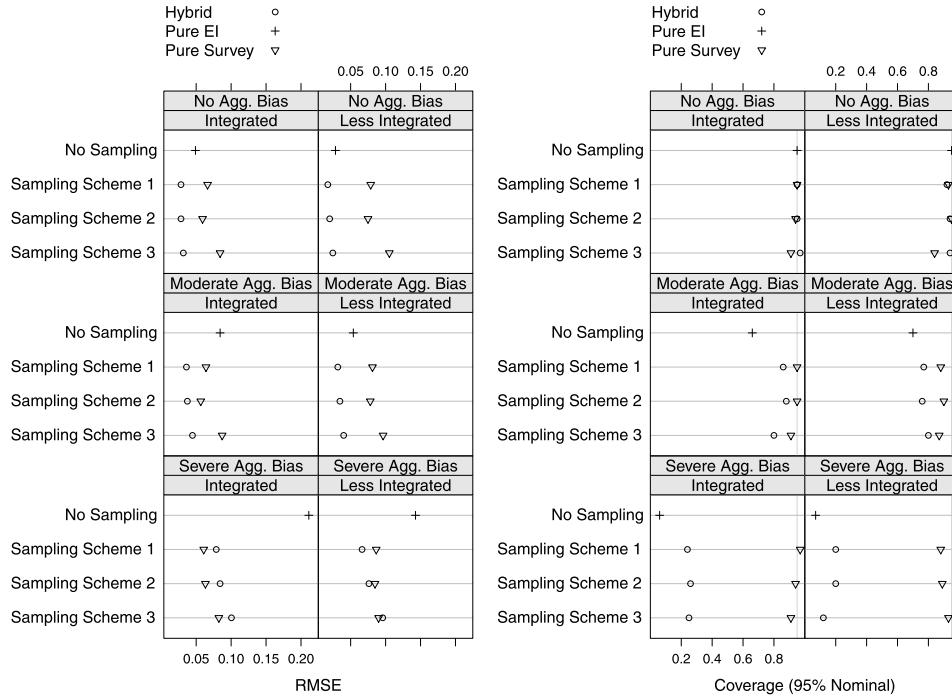 Hybrid
Pure EI
Pure Survey
0.05 0.10 0.15 0.20
No Agg. Bias No Agg. Bias
Integrated Less Integrated
No Sampling
Sampling Scheme 1
Sampling Scheme 2
Sampling Scheme 3
Moderate Agg. Bias Moderate Agg. Bias
Integrated Less Integrated
No Sampling
Sampling Scheme 1
Sampling Scheme 2
Sampling Scheme 3
Severe Agg. Bias Severe Agg. Bias
Integrated Less Integrated
No Sampling
Sampling Scheme 1
Sampling Scheme 2
Sampling Scheme 3
0.05 0.10 0.15 0.20
RMSE
Hybrid
Pure EI
Pure Survey
0.2 0.4 0.6 0.8
No Agg. Bias No Agg. Bias
Integrated Less Integrated
No Sampling
Sampling Scheme 1
Sampling Scheme 2
Sampling Scheme 3
Moderate Agg. Bias Moderate Agg. Bias
Integrated Less Integrated
No Sampling
Sampling Scheme 1
Sampling Scheme 2
Sampling Scheme 3
Severe Agg. Bias Severe Agg. Bias
Integrated Less Integrated
No Sampling
Sampling Scheme 1
Sampling Scheme 2
Sampling Scheme 3
0.2 0.4 0.6 0.8
Coverage (95% Nominal)